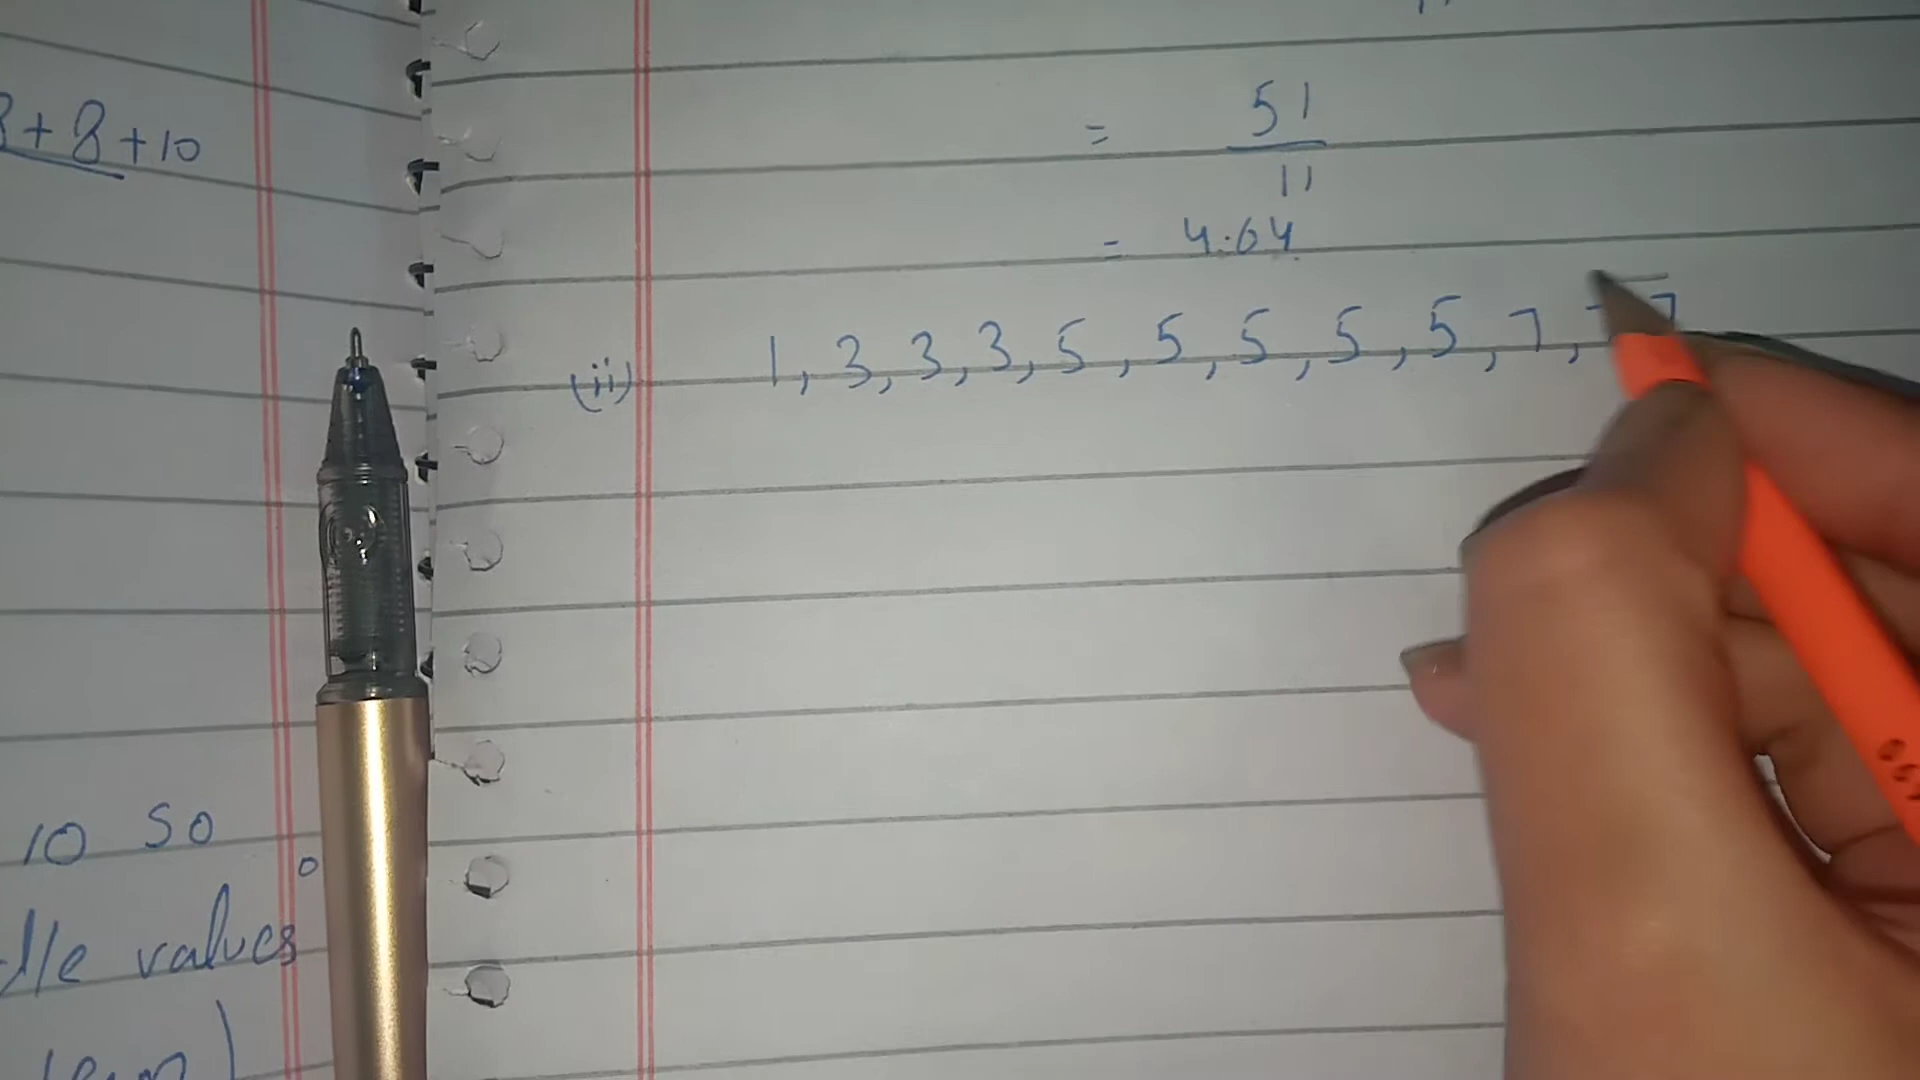 3 + 8 + 10
10 so
values
= 51
11
= 4.64
(ii) 1, 3, 3, 3, 5, 5, 5, 5, 5, 7, 7